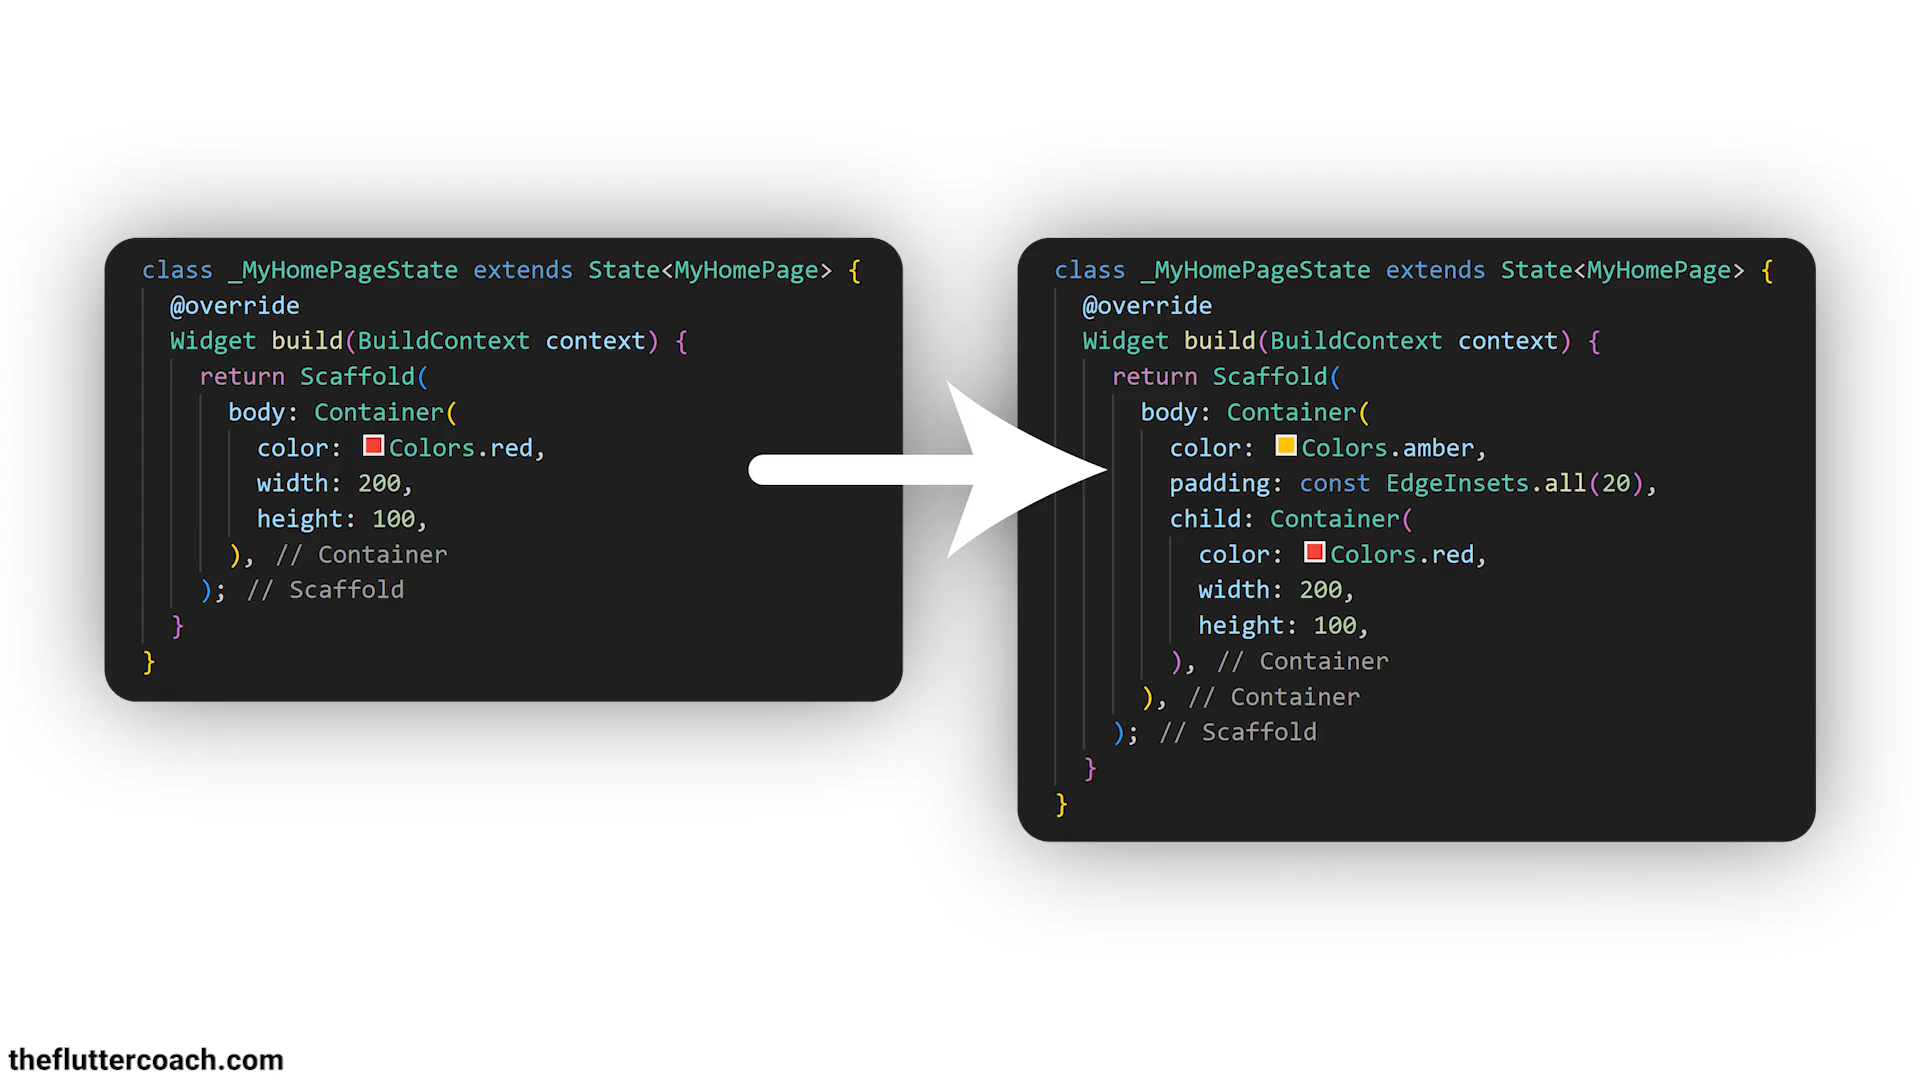 class _MyHomePageState extends State<MyHomePage> {
  @override
  Widget build(BuildContext context) {
    return Scaffold(
      body: Container(
        color: Colors.red,
        width: 200,
        height: 100,
      ), // Container
    ); // Scaffold
  }
}
class _MyHomePageState extends State<MyHomePage> {
  @override
  Widget build(BuildContext context) {
    return Scaffold(
      body: Container(
        color: Colors.amber,
        padding: const EdgeInsets.all(20),
        child: Container(
          color: Colors.red,
          width: 200,
          height: 100,
        ), // Container
      ), // Container
    ); // Scaffold
  }
}
thefluttercoach.com